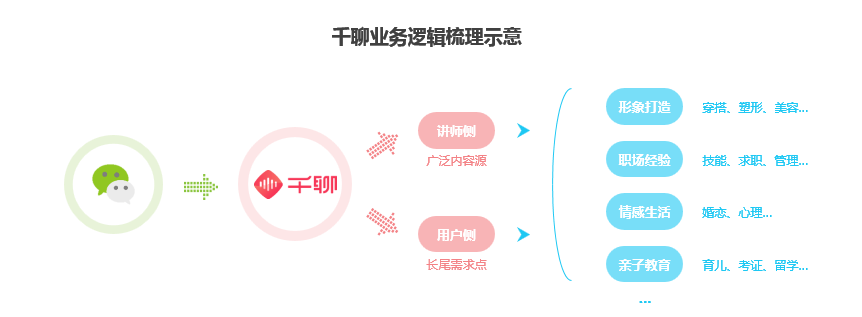 千聊业务逻辑梳理示意
千聊
讲师侧
广泛内容源
用户侧
长尾需求点
形象打造
穿搭、塑形、美容...
职场经验
技能、求职、管理...
情感生活
婚恋、心理...
亲子教育
育儿、考证、留学...
...